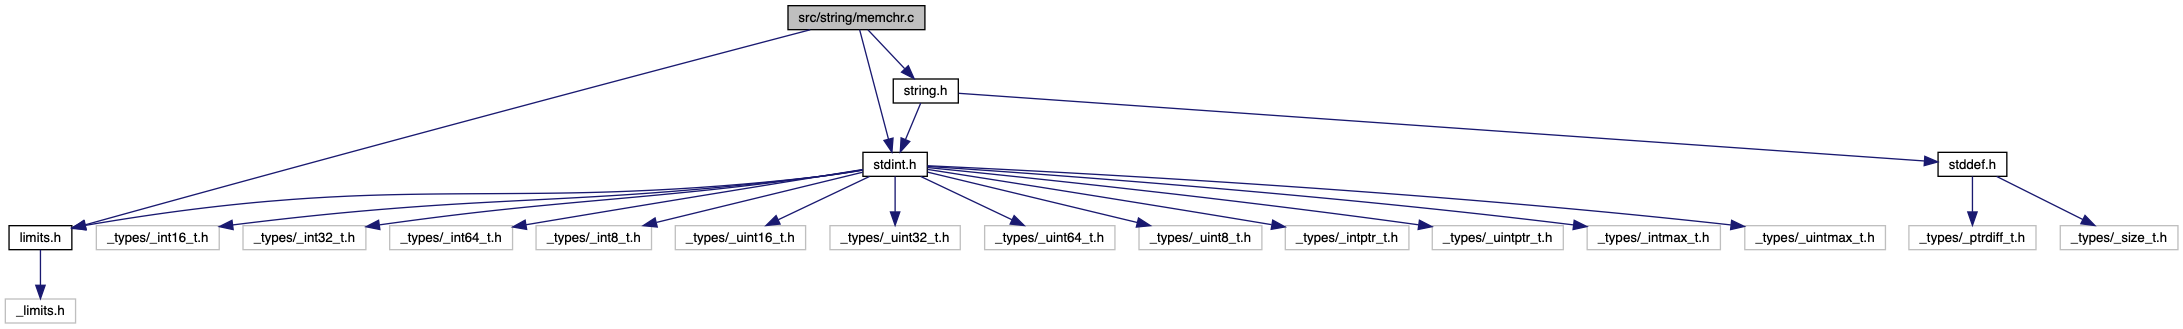 src/string/memchr.c
string.h
stdint.h
stddef.h
limits.h
_types/_int16_t.h
_types/_int32_t.h
_types/_int64_t.h
_types/_int8_t.h
_types/_uint16_t.h
_types/_uint32_t.h
_types/_uint64_t.h
_types/_uint8_t.h
_types/_intptr_t.h
_types/_uintptr_t.h
_types/_intmax_t.h
_types/_uintmax_t.h
_types/_ptrdiff_t.h
_types/_size_t.h
_limits.h